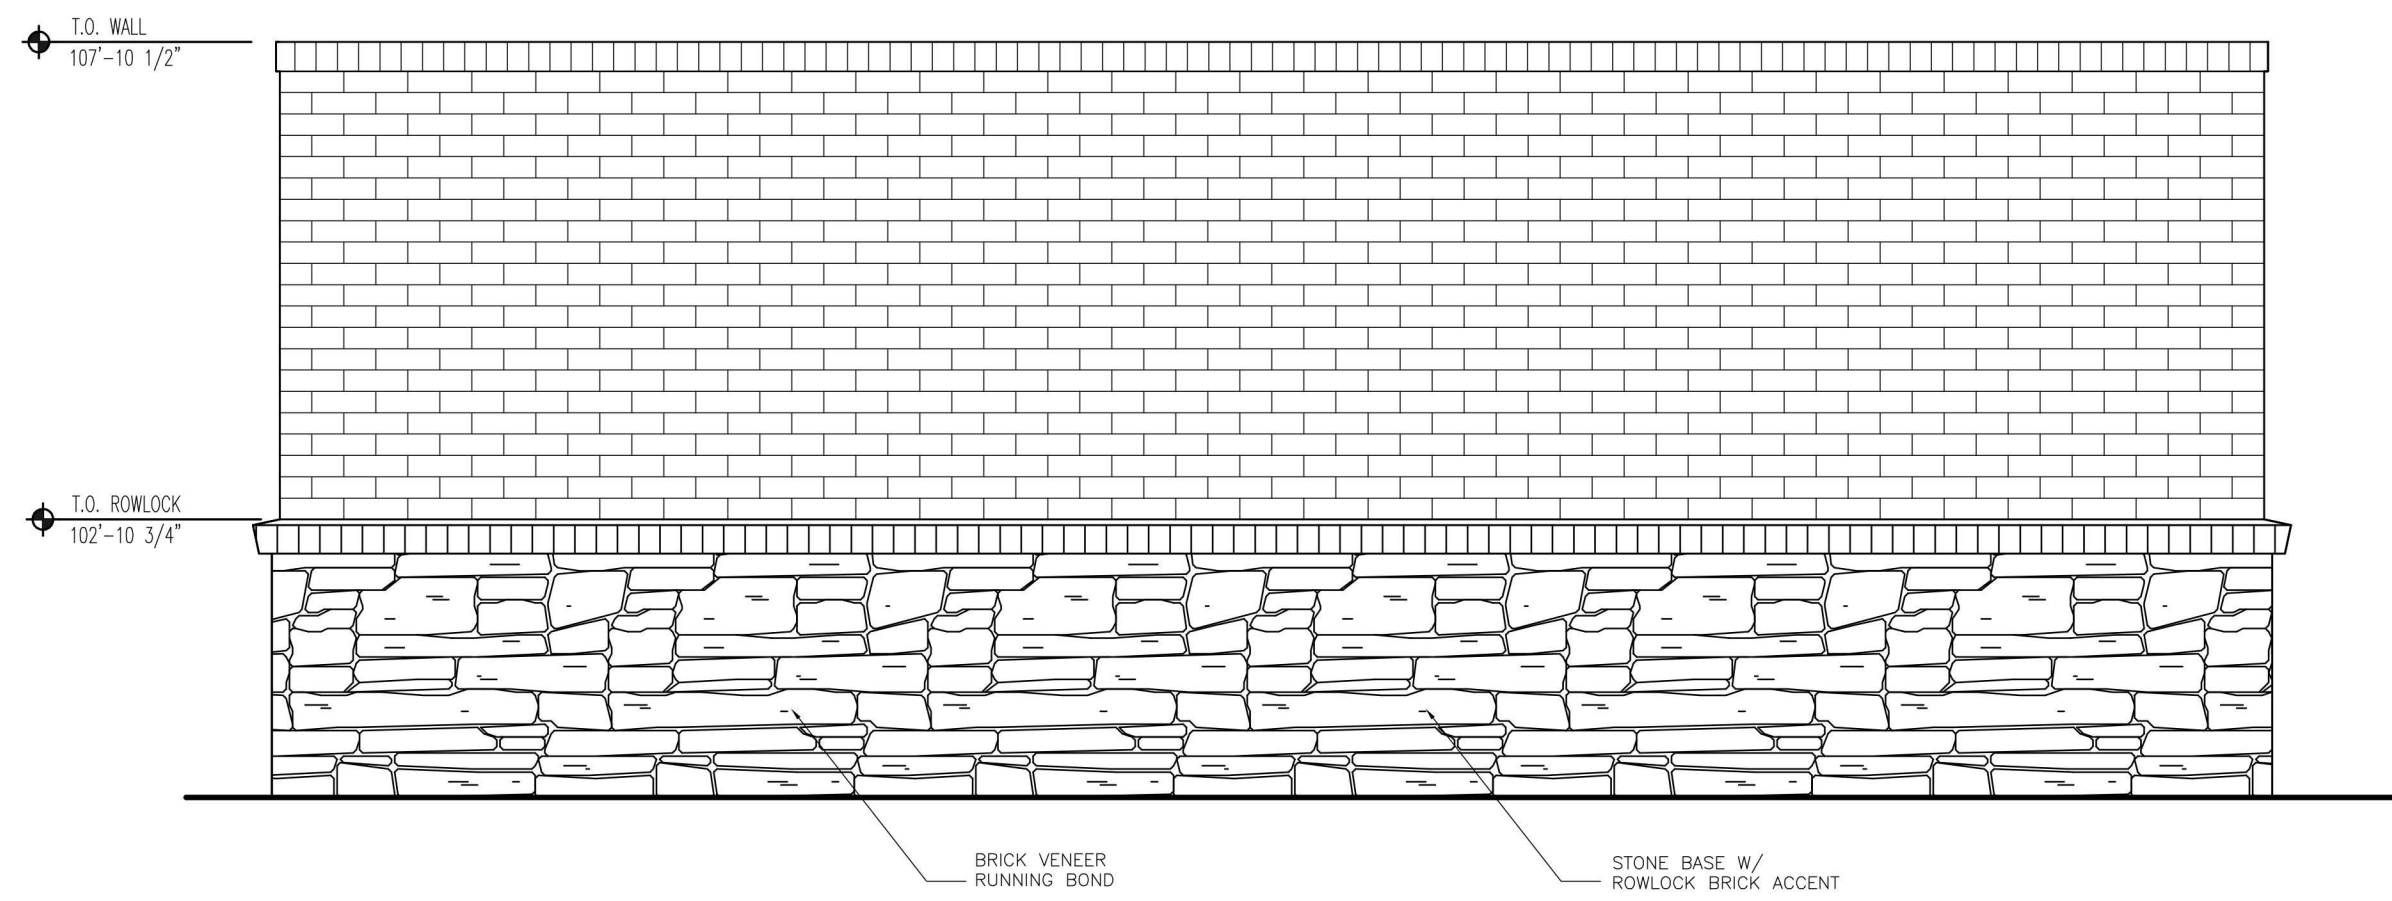 T.O. WALL
107'-10 1/2"
T.O. ROWLOCK
102'-10 3/4"
BRICK VENEER
RUNNING BOND
STONE BASE W/
ROWLOCK BRICK ACCENT